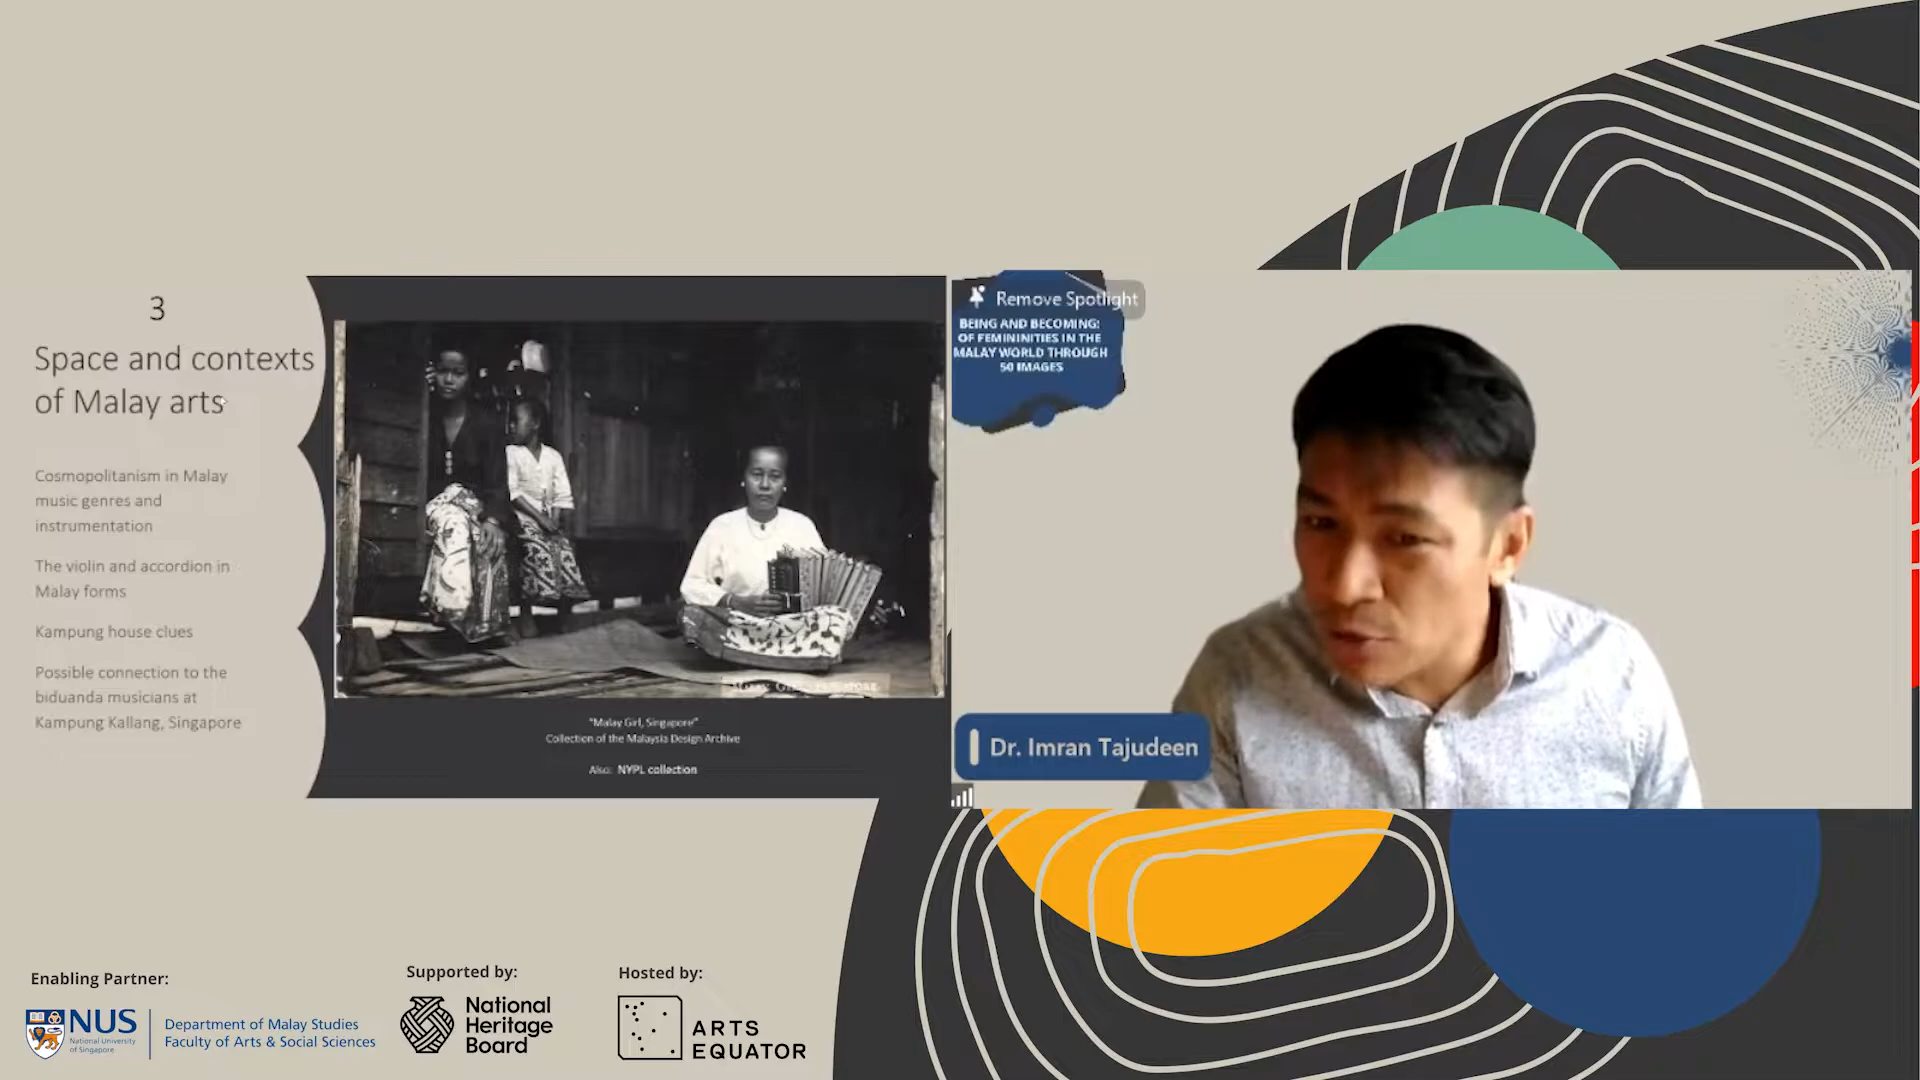 3
Space and contexts
of Malay arts
Cosmopolitanism in Malay
music genres and
instrumentation
The violin and accordion in
Malay forms
Kampung house clues
Possible connection to the
biduanda musicians at
Kampung Kallang, Singapore
"Malay Girl, Singapore"
Collection of the Malaysia Design Archive
Also: NYPL collection
Remove Spotlight
BEING AND BECOMING:
OF FEMININITIES IN THE
MALAY WORLD THROUGH
50 IMAGES
Dr. Imran Tajudeen
Enabling Partner:
NUS
National University
of Singapore
Department of Malay Studies
Faculty of Arts & Social Sciences
Supported by:
National
Heritage
Board
Hosted by:
ARTS
EQUATOR